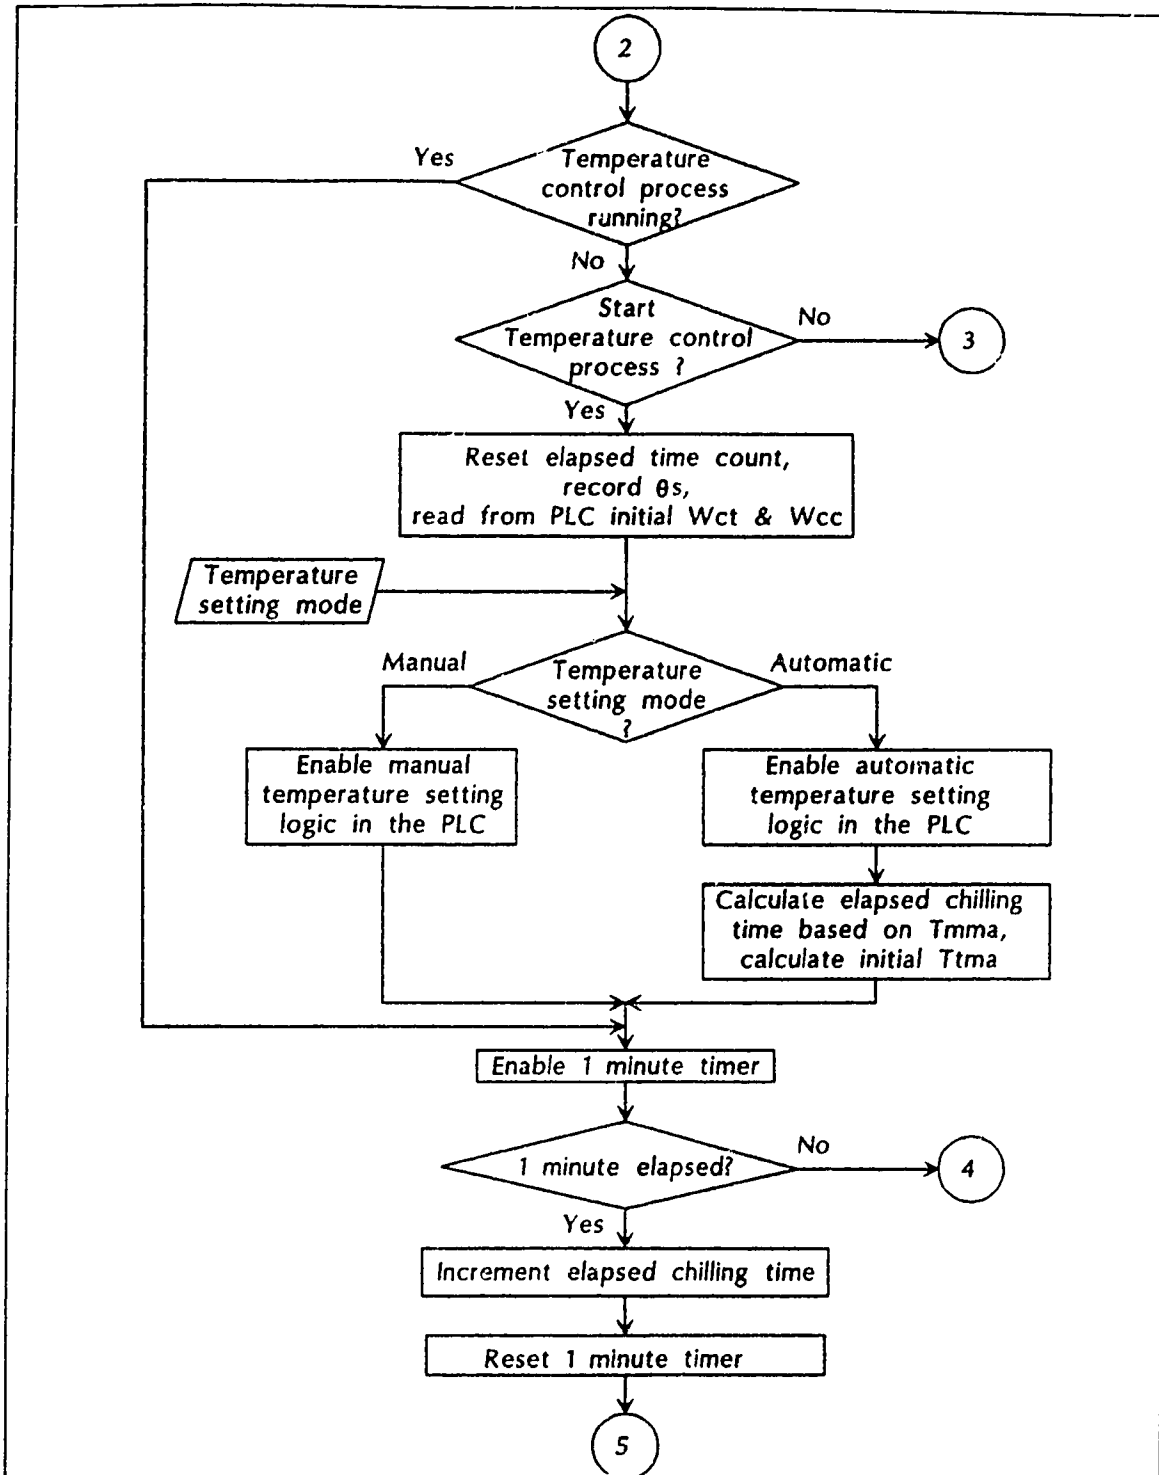 2
Yes
Temperature
control process
running?
No
Start
Temperature control
process ?
No
3
Yes
Reset elapsed time count,
record θs,
read from PLC initial Wct & Wcc
Temperature
setting mode
Manual
Temperature
setting mode
?
Automatic
Enable manual
temperature setting
logic in the PLC
Enable automatic
temperature setting
logic in the PLC
Calculate elapsed chilling
time based on Tmma,
calculate initial Ttma
Enable 1 minute timer
1 minute elapsed?
No
4
Yes
Increment elapsed chilling time
Reset 1 minute timer
5